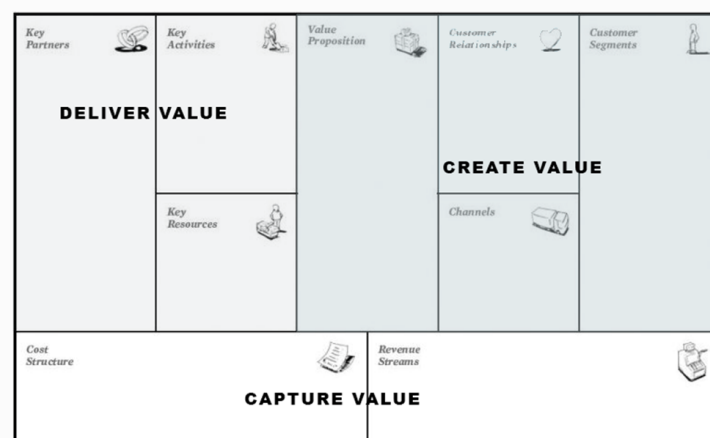 Key
Partners
Key
Activities
Value
Proposition
Customer
Relationships
Customer
Segments
DELIVER VALUE
CREATE VALUE
Key
Resources
Channels
Cost
Structure
Revenue
Streams
CAPTURE VALUE